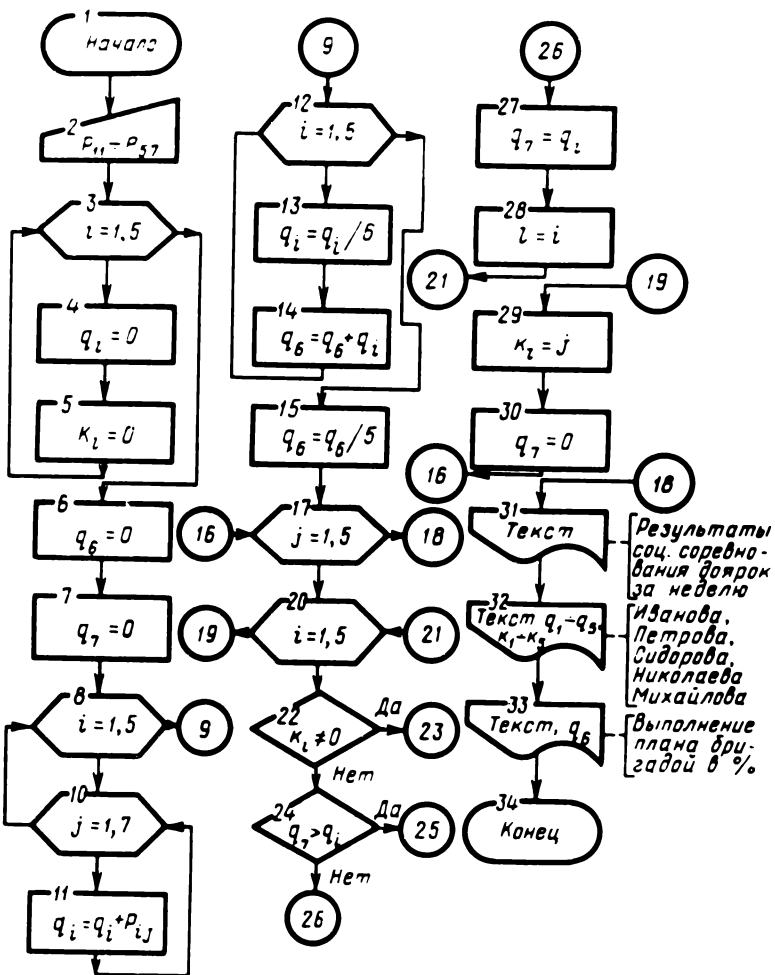 1
Начало
2
P₁₁–P₅₇
3
i = 1,5
4
qᵢ = 0
5
Kᵢ = 0
6
q₆ = 0
7
q₇ = 0
8
i = 1,5
9
10
j = 1,7
11
qᵢ = qᵢ + Pᵢⱼ
9
12
i = 1,5
13
qᵢ = qᵢ / 6
14
q₆ = q₆ + qᵢ
15
q₆ = q₆ / 5
16
17
j = 1,5
18
19
20
i = 1,5
21
22
Kᵢ ≠ 0
Да
23
Нет
24
q₇ > qᵢ
Да
25
Нет
26
26
27
q₇ = qᵢ
28
l = i
21
19
29
Kₗ = j
30
q₇ = 0
16
18
31
Текст
Результаты
соц. соревно-
вания доярок
за неделю
32
Текст q₁–q₅,
K₁–K₅
Иванова,
Петрова,
Сидорова,
Николаева
Михайлова
33
Текст, q₆
Выполнение
плана бри-
гадой в %
34
Конец